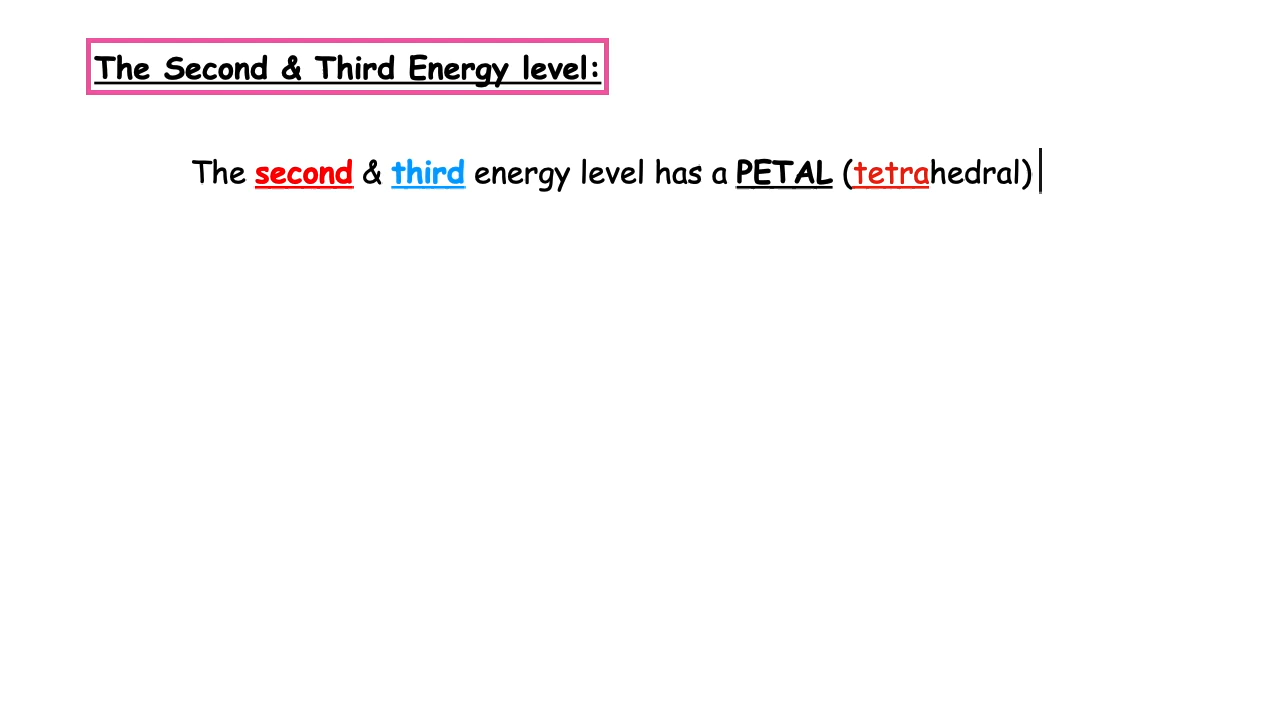 The Second & Third Energy level:
The second & third energy level has a PETAL (tetrahedral)